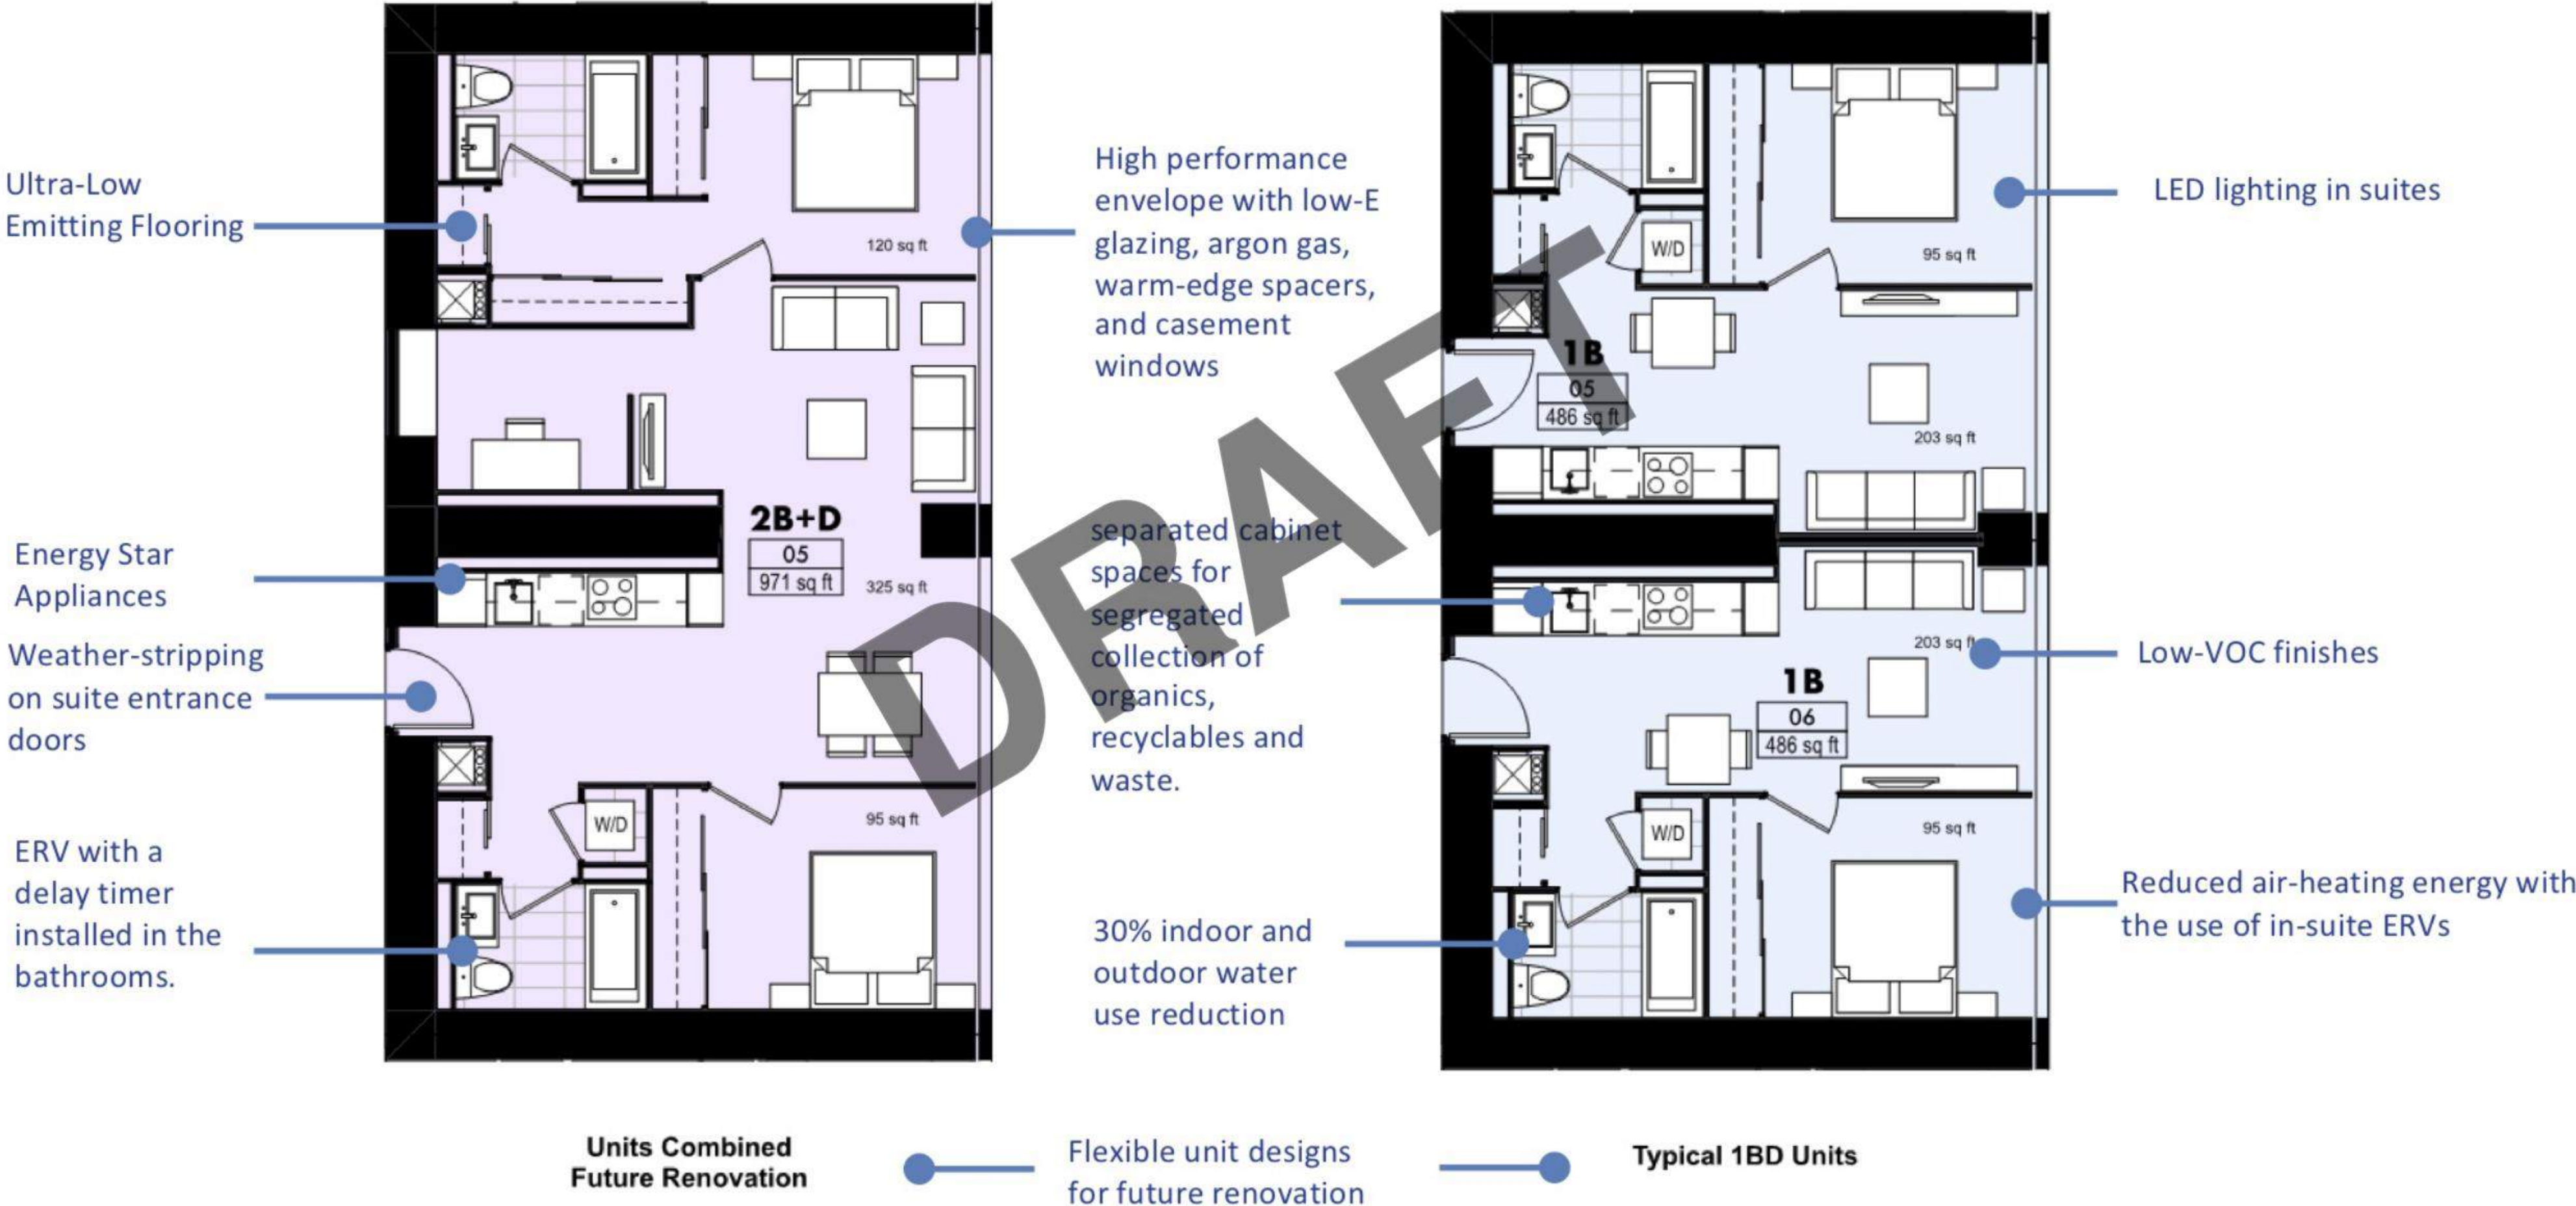 Ultra-Low
Emitting Flooring
Energy Star
Appliances
Weather-stripping
on suite entrance
doors
ERV with a
delay timer
installed in the
bathrooms.
120 sq ft
2B+D
05
971 sq ft
325 sq ft
W/D
95 sq ft
High performance
envelope with low-E
glazing, argon gas,
warm-edge spacers,
and casement
windows
separated cabinet
spaces for
segregated
collection of
organics,
recyclables and
waste.
30% indoor and
outdoor water
use reduction
DRAFT
W/D
95 sq ft
1B
05
486 sq ft
203 sq ft
203 sq ft
1B
06
486 sq ft
W/D
95 sq ft
LED lighting in suites
Low-VOC finishes
Reduced air-heating energy with
the use of in-suite ERVs
Units Combined
Future Renovation
Flexible unit designs
for future renovation
Typical 1BD Units